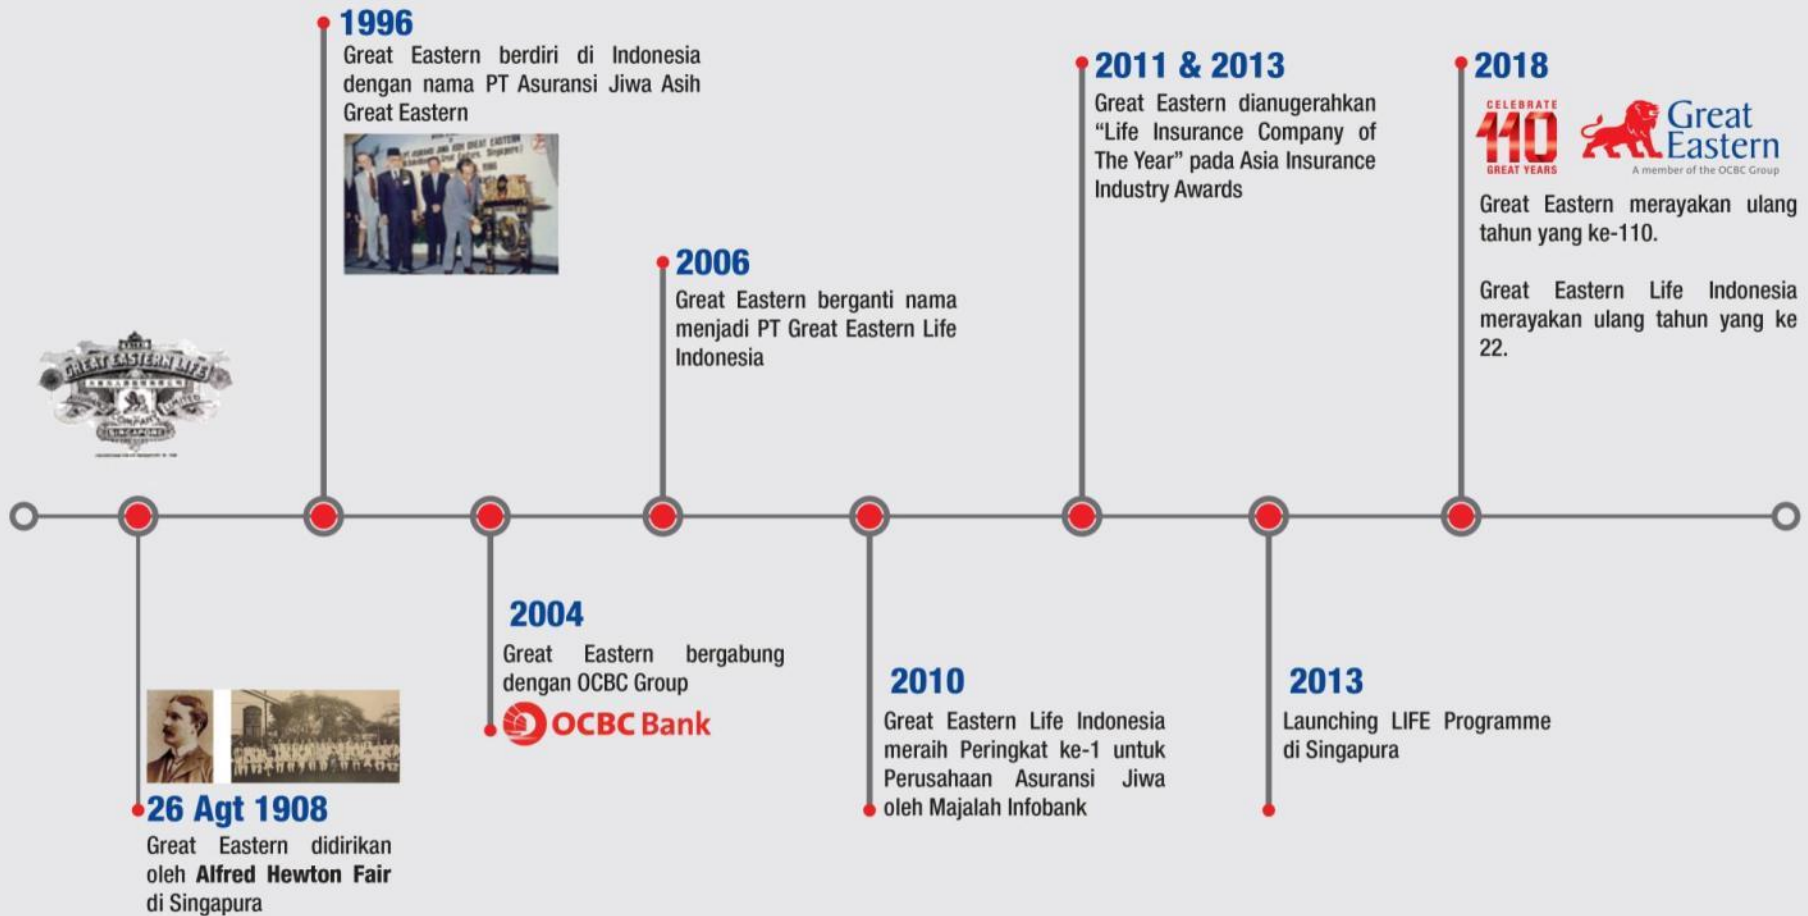 1996
Great Eastern berdiri di Indonesia
dengan nama PT Asuransi Jiwa Asih
Great Eastern
2011 & 2013
Great Eastern dianugerahkan
“Life Insurance Company of
The Year” pada Asia Insurance
Industry Awards
2018
CELEBRATE
110
GREAT YEARS
Great
Eastern
A member of the OCBC Group
Great Eastern merayakan ulang
tahun yang ke-110.
Great Eastern Life Indonesia
merayakan ulang tahun yang ke
22.
2006
Great Eastern berganti nama
menjadi PT Great Eastern Life
Indonesia
GREAT EASTERN LIFE
COMPANY
LIMITED
SINGAPORE
2004
Great Eastern bergabung
dengan OCBC Group
OCBC Bank
2010
Great Eastern Life Indonesia
meraih Peringkat ke-1 untuk
Perusahaan Asuransi Jiwa
oleh Majalah Infobank
2013
Launching LIFE Programme
di Singapura
26 Agt 1908
Great Eastern didirikan
oleh Alfred Hewton Fair
di Singapura